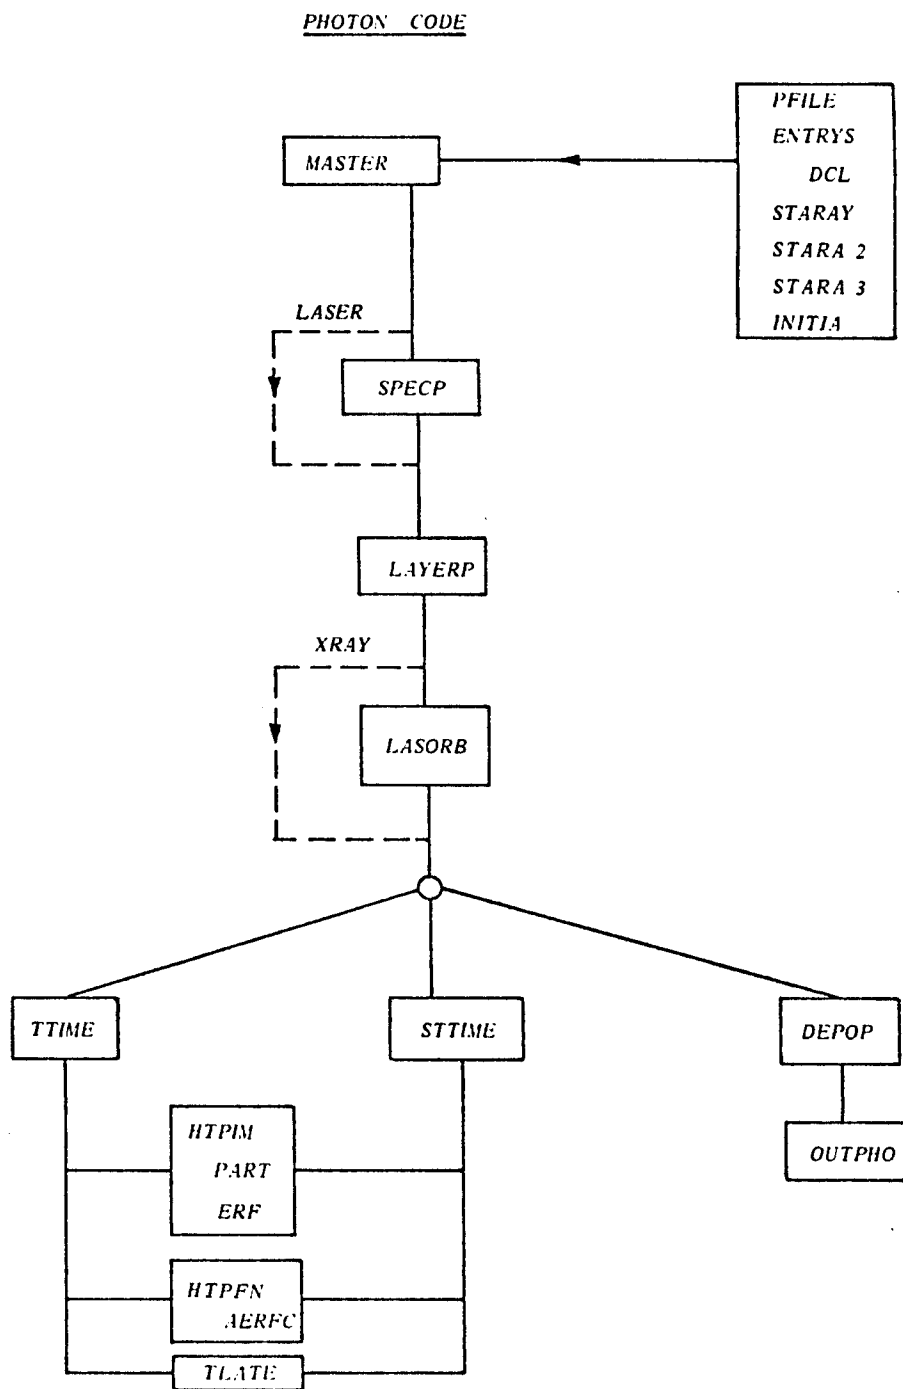 PHOTON CODE
PFILE
ENTRYS
DCL
STARAY
STARA 2
STARA 3
INITIA
MASTER
LASER
SPECP
LAYERP
XRAY
LASORB
TTIME
STTIME
DEPOP
HTPIM
PART
ERF
OUTPHO
HTPFN
AERFC
TLATE